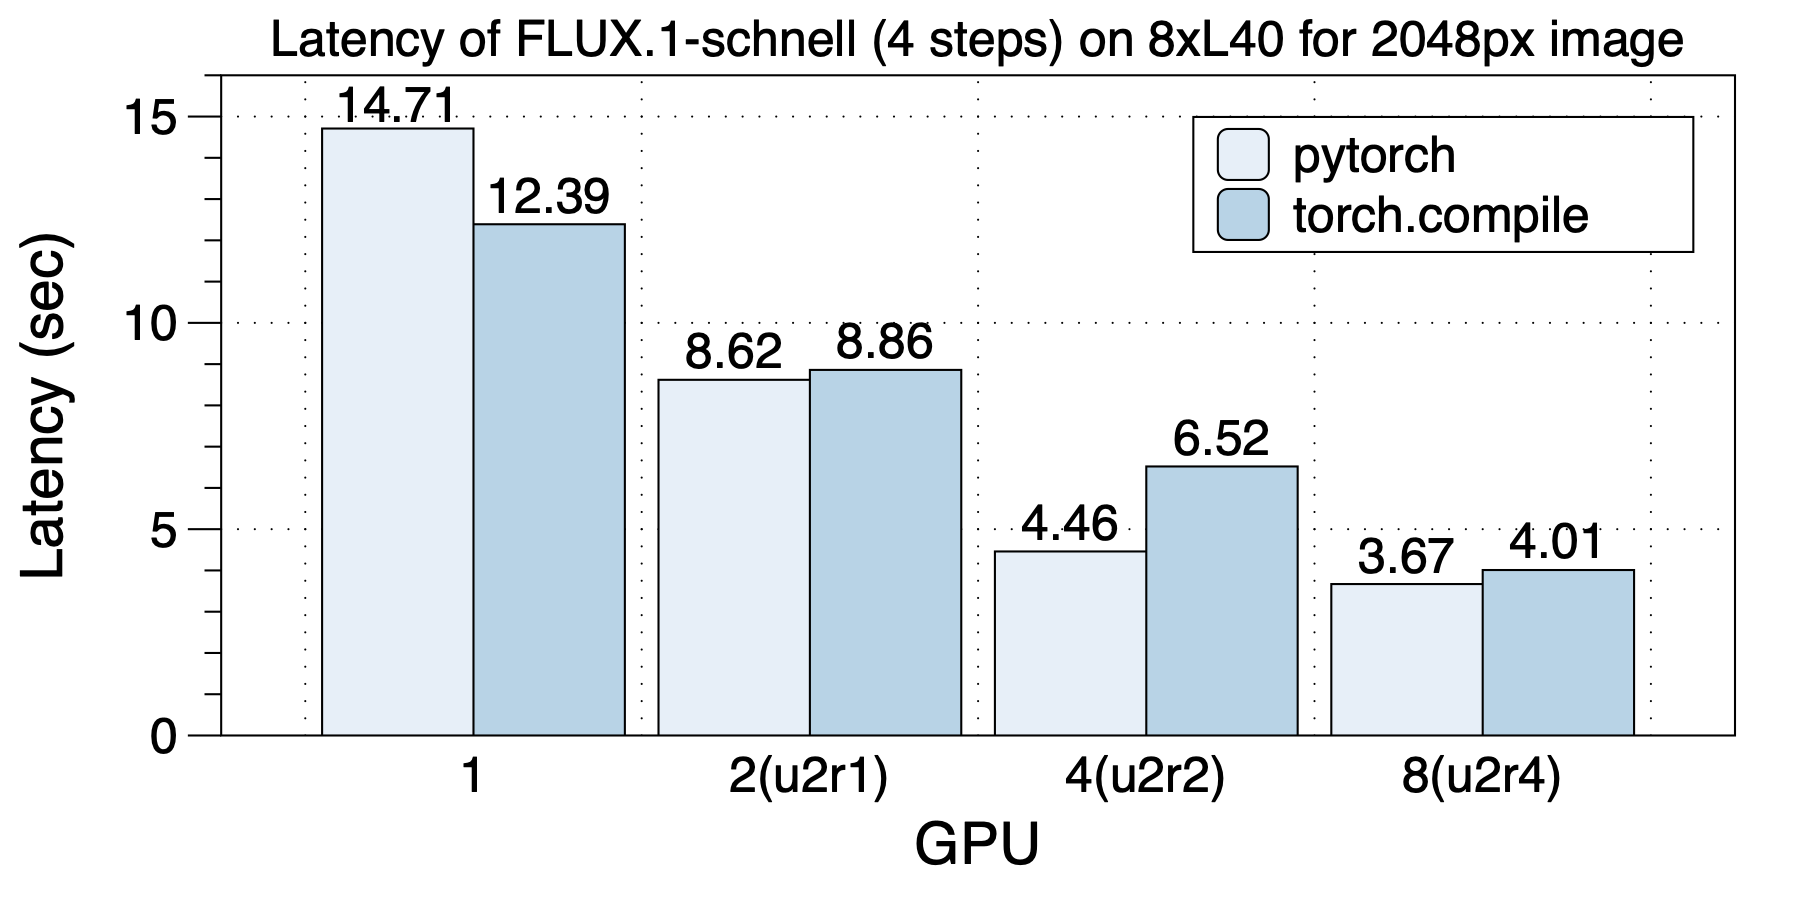 Latency of FLUX.1-schnell (4 steps) on 8xL40 for 2048px image
15
10
5
0
Latency (sec)
14.71
12.39
8.62
8.86
4.46
6.52
3.67
4.01
pytorch
torch.compile
1
2(u2r1)
4(u2r2)
8(u2r4)
GPU